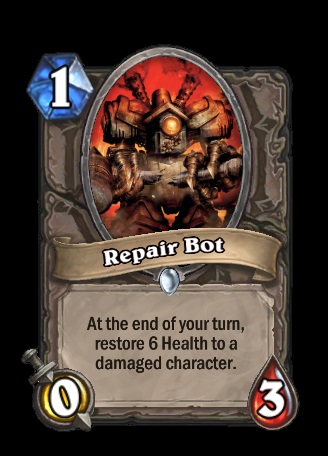 1
Repair Bot
At the end of your turn,
restore 6 Health to a
damaged character.
0
3